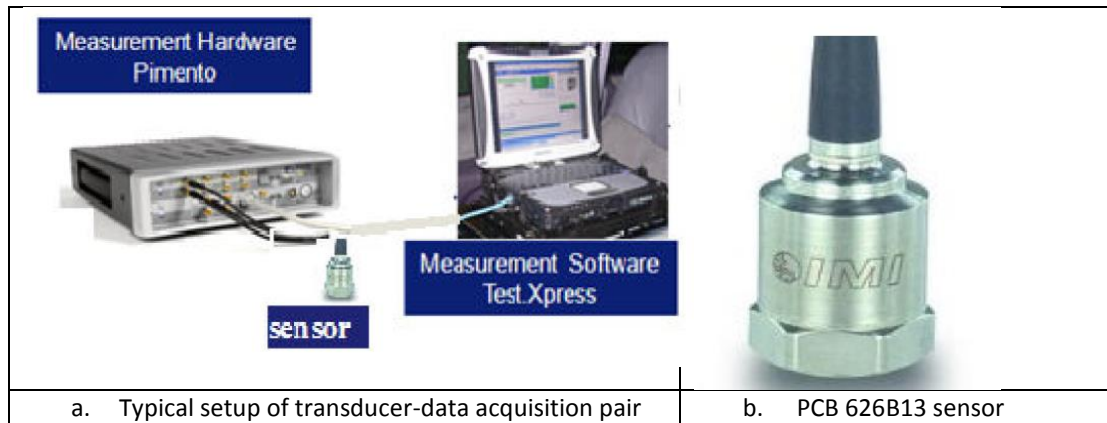 Measurement Hardware
Pimento
Measurement Software
Test.Xpress
sensor
IMI
a. Typical setup of transducer-data acquisition pair
b. PCB 626B13 sensor